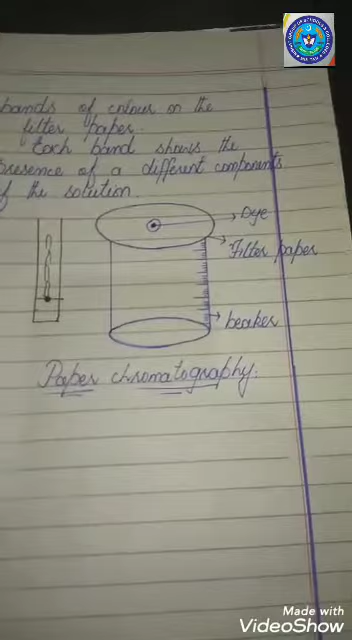 bands of colour on the
filter paper.
Each band shows the
presence of a different components
of the solution.
Dye
Filter paper
beaker
Paper chromatography.
Made with
VideoShow